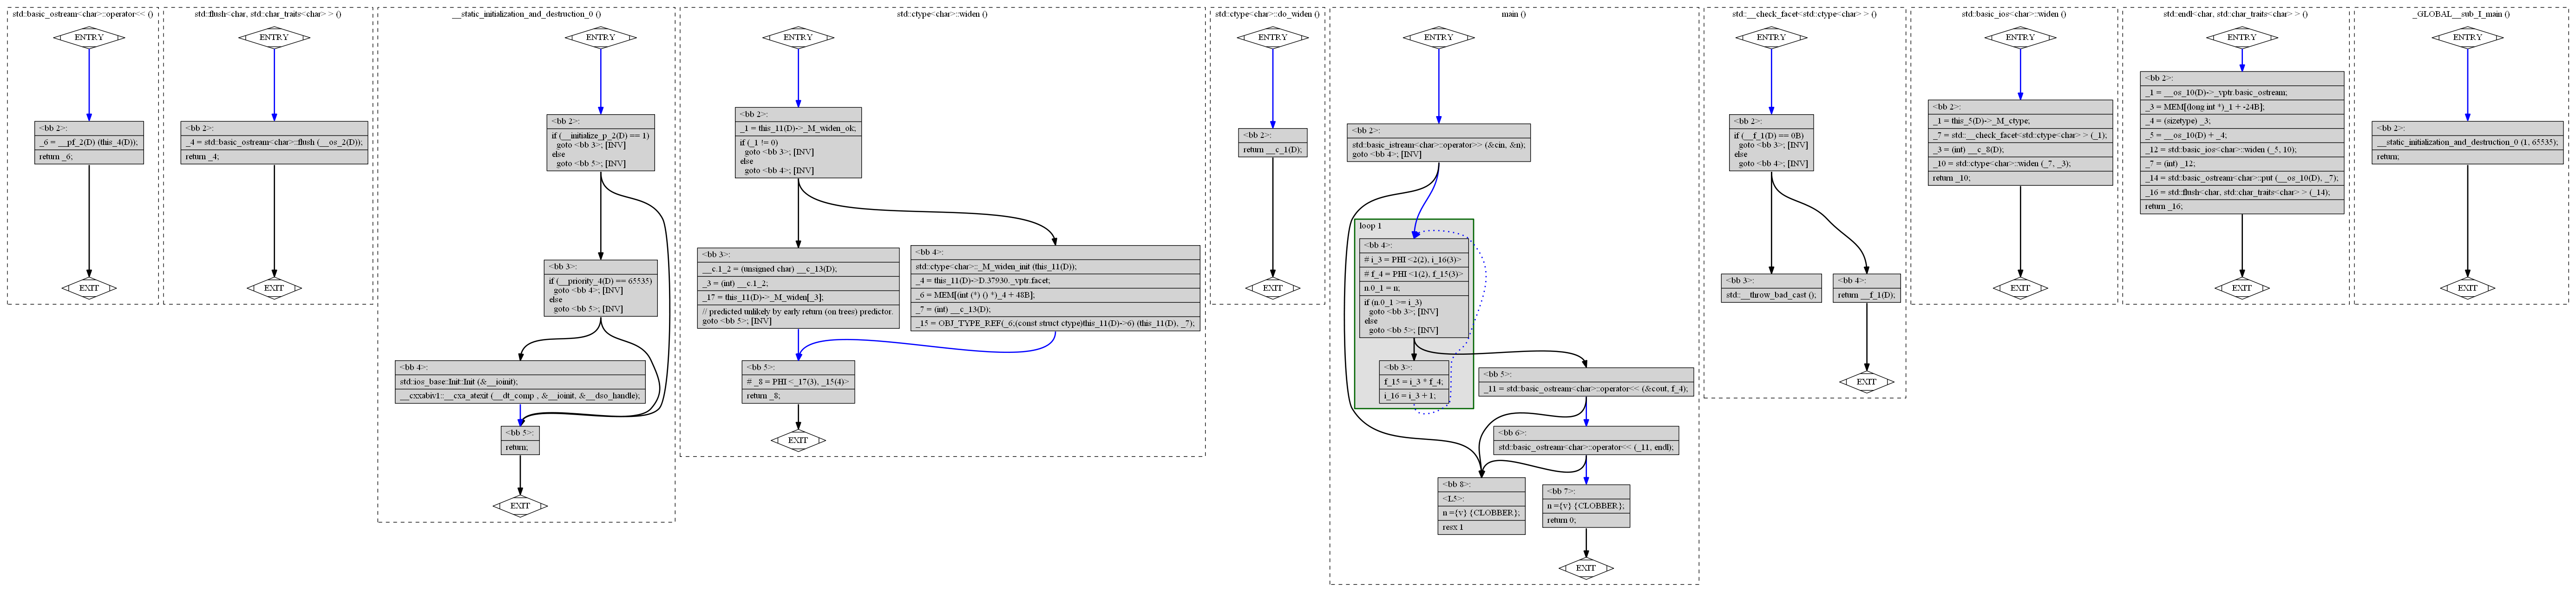 std::basic_ostream<char>::operator<< ()
ENTRY
<bb 2>:
_6 = __pf_2(D) (this_4(D));
return _6;
EXIT
std::flush<char, std::char_traits<char> > ()
ENTRY
<bb 2>:
_4 = std::basic_ostream<char>::flush (__os_2(D));
return _4;
EXIT
__static_initialization_and_destruction_0 ()
ENTRY
<bb 2>:
if (__initialize_p_2(D) == 1)
goto <bb 3>; [INV]
else
goto <bb 5>; [INV]
<bb 3>:
if (__priority_4(D) == 65535)
goto <bb 4>; [INV]
else
goto <bb 5>; [INV]
<bb 4>:
std::ios_base::Init::Init (&__ioinit);
__cxxabiv1::__cxa_atexit (__dt_comp , &__ioinit, &__dso_handle);
<bb 5>:
return;
EXIT
std::ctype<char>::widen ()
ENTRY
<bb 2>:
_1 = this_11(D)->_M_widen_ok;
if (_1 != 0)
goto <bb 3>; [INV]
else
goto <bb 4>; [INV]
<bb 3>:
__c.1_2 = (unsigned char) __c_13(D);
_3 = (int) __c.1_2;
_17 = this_11(D)->_M_widen[_3];
// predicted unlikely by early return (on trees) predictor.
goto <bb 5>; [INV]
<bb 4>:
std::ctype<char>::_M_widen_init (this_11(D));
_4 = this_11(D)->D.37930._vptr.facet;
_6 = MEM[(int (*) () *)_4 + 48B];
_7 = (int) __c_13(D);
_15 = OBJ_TYPE_REF(_6;(const struct ctype)this_11(D)->6) (this_11(D), _7);
<bb 5>:
# _8 = PHI <_17(3), _15(4)>
return _8;
EXIT
std::ctype<char>::do_widen ()
ENTRY
<bb 2>:
return __c_1(D);
EXIT
main ()
ENTRY
<bb 2>:
std::basic_istream<char>::operator>> (&cin, &n);
goto <bb 4>; [INV]
loop 1
<bb 4>:
# i_3 = PHI <2(2), i_16(3)>
# f_4 = PHI <1(2), f_15(3)>
n.0_1 = n;
if (n.0_1 >= i_3)
goto <bb 3>; [INV]
else
goto <bb 5>; [INV]
<bb 3>:
f_15 = i_3 * f_4;
i_16 = i_3 + 1;
<bb 5>:
_11 = std::basic_ostream<char>::operator<< (&cout, f_4);
<bb 6>:
std::basic_ostream<char>::operator<< (_11, endl);
<bb 8>:
<L5>:
n ={v} {CLOBBER};
resx 1
<bb 7>:
n ={v} {CLOBBER};
return 0;
EXIT
std::__check_facet<std::ctype<char> > ()
ENTRY
<bb 2>:
if (__f_1(D) == 0B)
goto <bb 3>; [INV]
else
goto <bb 4>; [INV]
<bb 3>:
std::__throw_bad_cast ();
<bb 4>:
return __f_1(D);
EXIT
std::basic_ios<char>::widen ()
ENTRY
<bb 2>:
_1 = this_5(D)->_M_ctype;
_7 = std::__check_facet<std::ctype<char> > (_1);
_3 = (int) __c_8(D);
_10 = std::ctype<char>::widen (_7, _3);
return _10;
EXIT
std::endl<char, std::char_traits<char> > ()
ENTRY
<bb 2>:
_1 = __os_10(D)->_vptr.basic_ostream;
_3 = MEM[(long int *)_1 + -24B];
_4 = (sizetype) _3;
_5 = __os_10(D) + _4;
_12 = std::basic_ios<char>::widen (_5, 10);
_7 = (int) _12;
_14 = std::basic_ostream<char>::put (__os_10(D), _7);
_16 = std::flush<char, std::char_traits<char> > (_14);
return _16;
EXIT
_GLOBAL__sub_I_main ()
ENTRY
<bb 2>:
__static_initialization_and_destruction_0 (1, 65535);
return;
EXIT